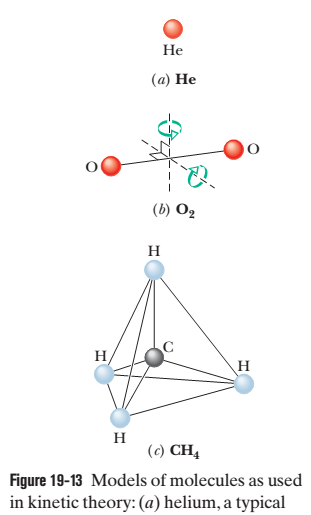 He
(a) He
O
O
(b) O₂
H
C
H
H
H
(c) CH₄
Figure 19-13 Models of molecules as used
in kinetic theory: (a) helium, a typical